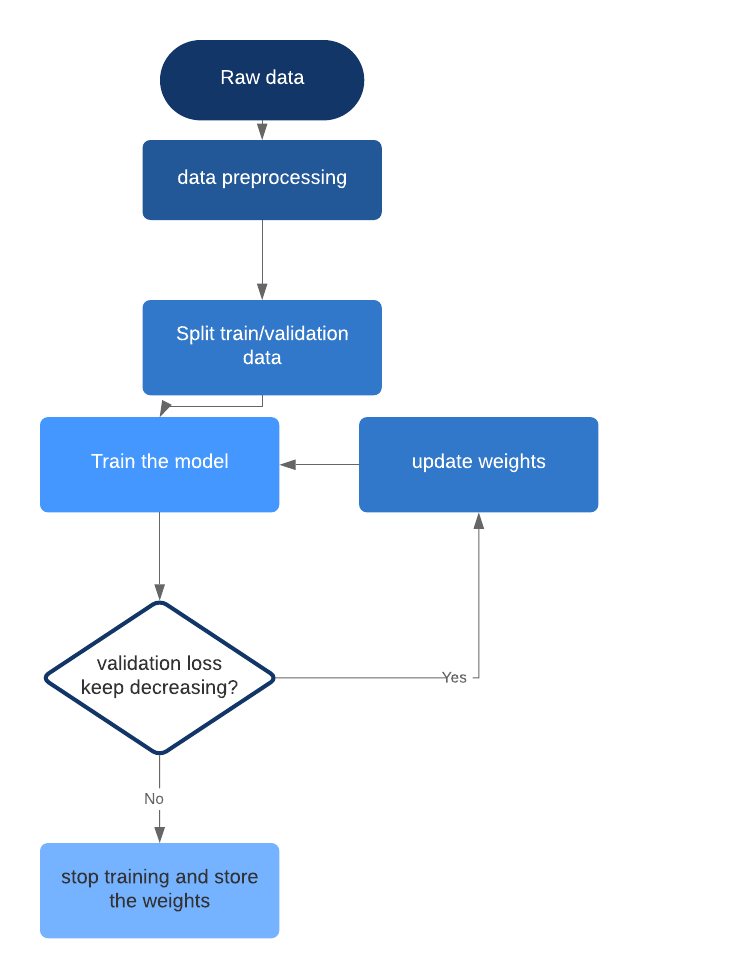 Raw data
data preprocessing
Split train/validation
data
Train the model
update weights
validation loss
keep decreasing?
Yes
No
stop training and store
the weights